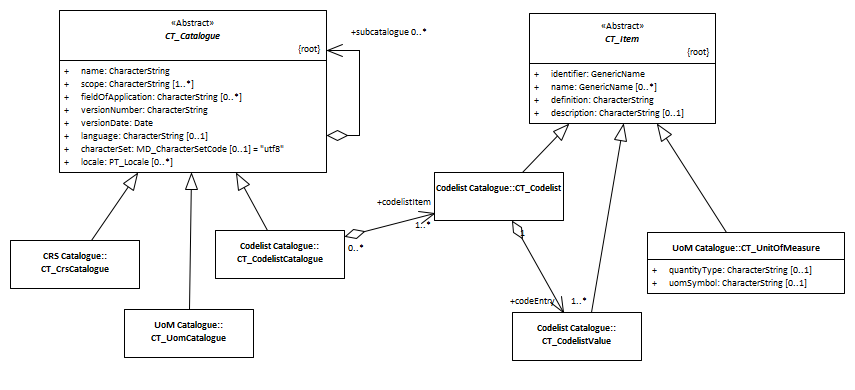 «Abstract»
CT_Catalogue
{root}
+ name: CharacterString
+ scope: CharacterString [1..*]
+ fieldOfApplication: CharacterString [0..*]
+ versionNumber: CharacterString
+ versionDate: Date
+ language: CharacterString [0..1]
+ characterSet: MD_CharacterSetCode [0..1] = "utf8"
+ locale: PT_Locale [0..*]
+subcatalogue 0..*
«Abstract»
CT_Item
{root}
+ identifier: GenericName
+ name: GenericName [0..*]
+ definition: CharacterString
+ description: CharacterString [0..1]
CRS Catalogue::
CT_CrsCatalogue
Codelist Catalogue::
CT_CodelistCatalogue
0..*
+codelistItem
1..*
Codelist Catalogue::CT_Codelist
1
UoM Catalogue::CT_UnitOfMeasure
+ quantityType: CharacterString [0..1]
+ uomSymbol: CharacterString [0..1]
UoM Catalogue::
CT_UomCatalogue
+codeEntry
1..*
Codelist Catalogue::
CT_CodelistValue